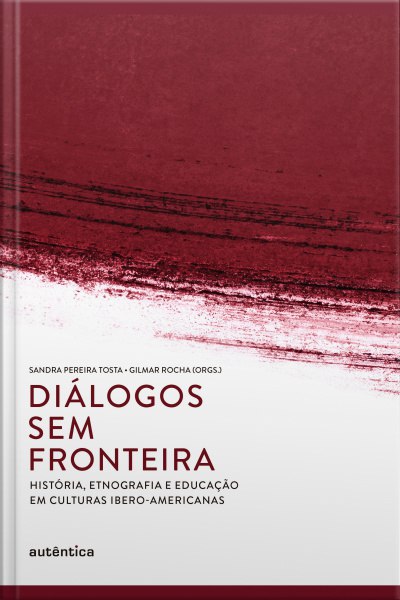 SANDRA PEREIRA TOSTA • GILMAR ROCHA (ORGS.)
DIÁLOGOS
SEM
FRONTEIRA
HISTÓRIA, ETNOGRAFIA E EDUCAÇÃO
EM CULTURAS IBERO-AMERICANAS
autêntica